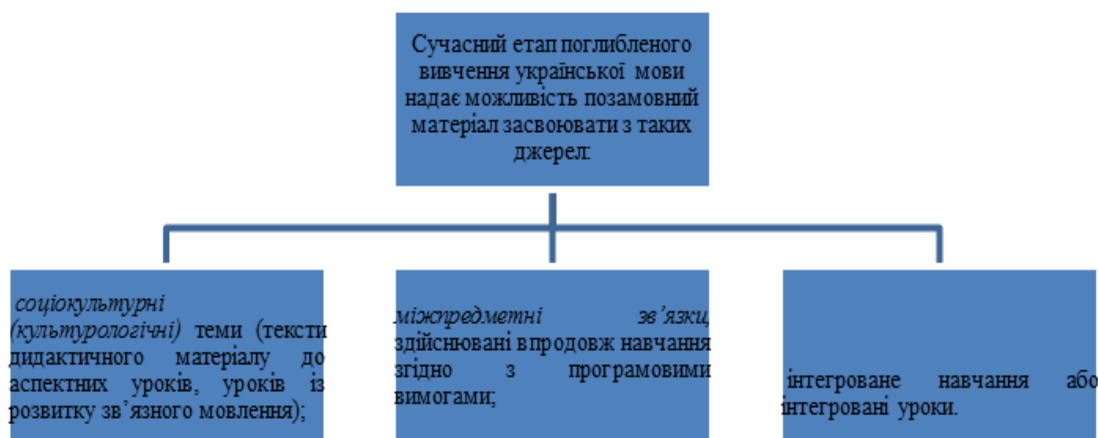 Сучасний етап поглибленого
вивчення української мови
надає можливість позамовний
матеріал засвоювати з таких
джерел:
соціокультурні
(культурологічні) теми (тексти
дидактичного матеріалу до
аспектних уроків, уроків із
розвитку зв’язного мовлення);
міжпредметні зв’язки,
здійснювані впродовж навчання
згідно з програмовими
вимогами;
інтегроване навчання або
інтегровані уроки.